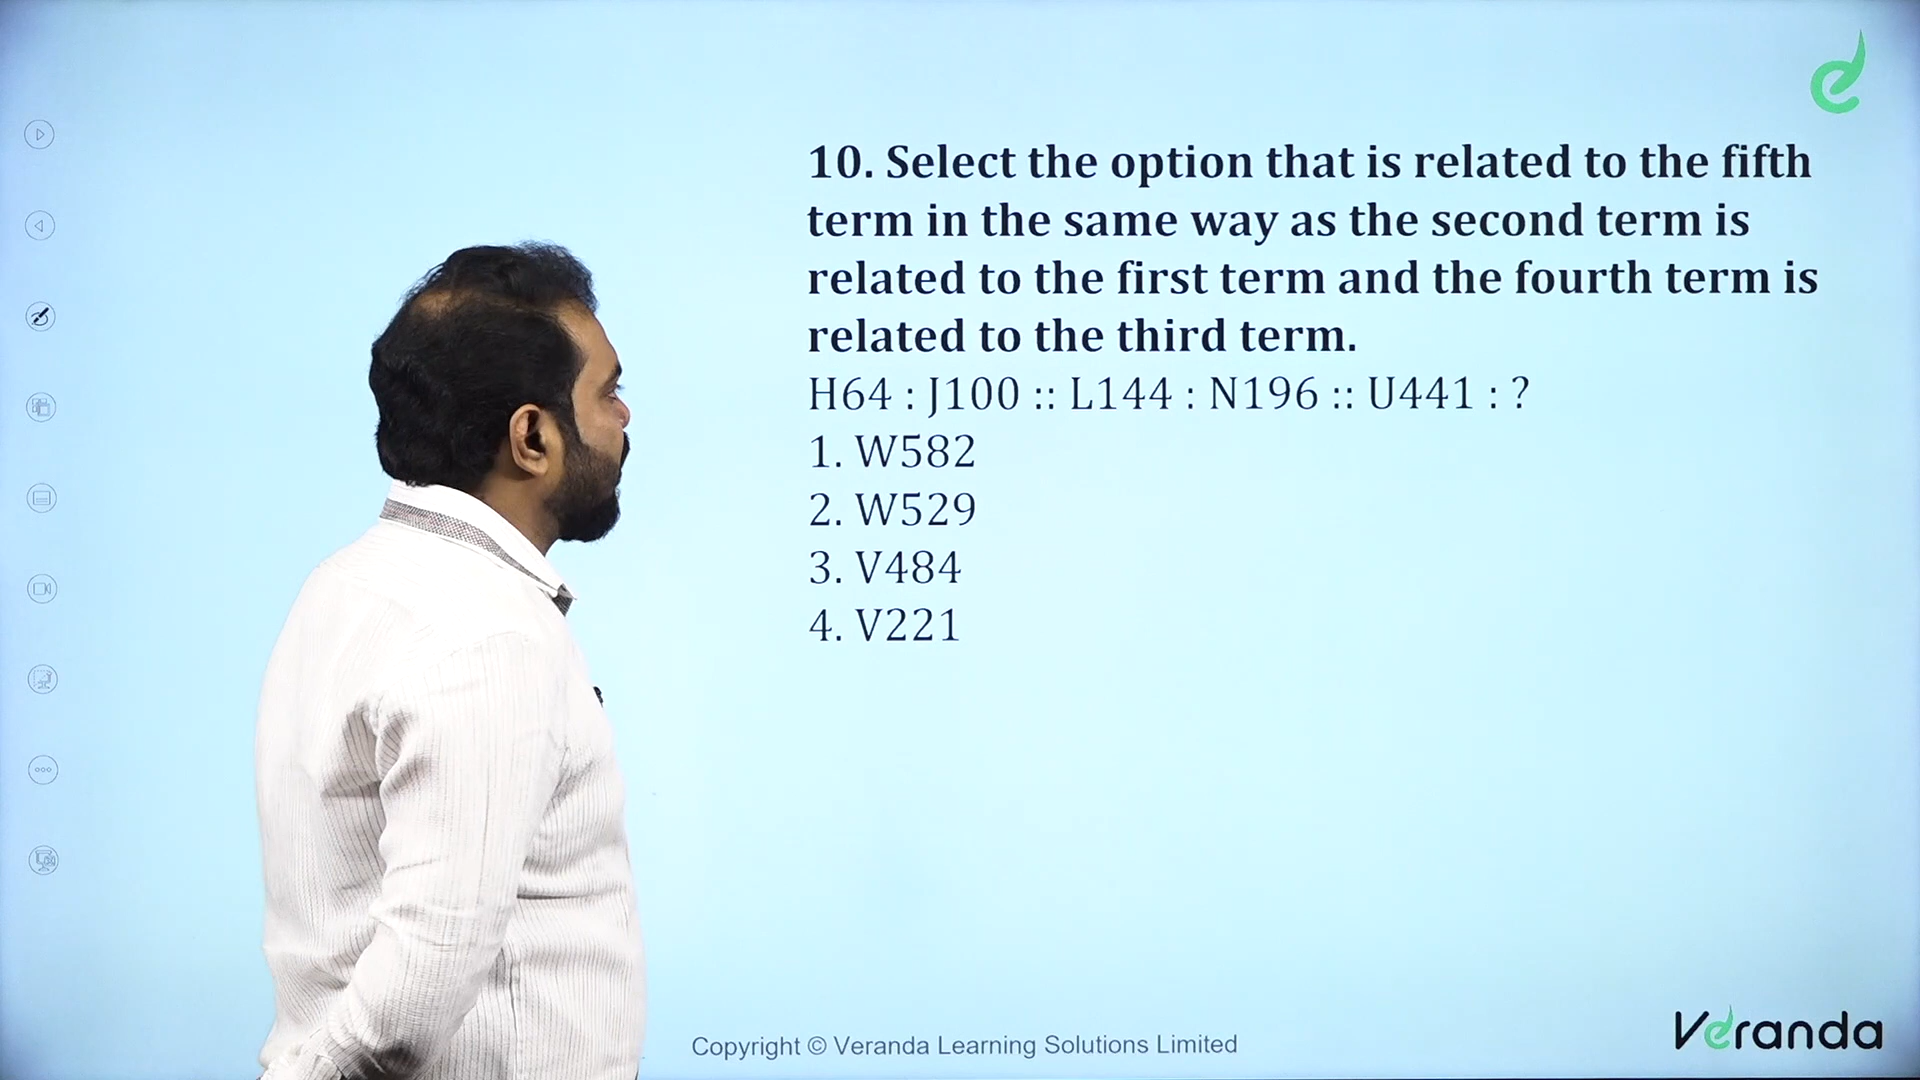 10. Select the option that is related to the fifth
term in the same way as the second term is
related to the first term and the fourth term is
related to the third term.
H64 : J100 :: L144 : N196 :: U441 : ?
1. W582
2. W529
3. V484
4. V221
Copyright © Veranda Learning Solutions Limited
Veranda